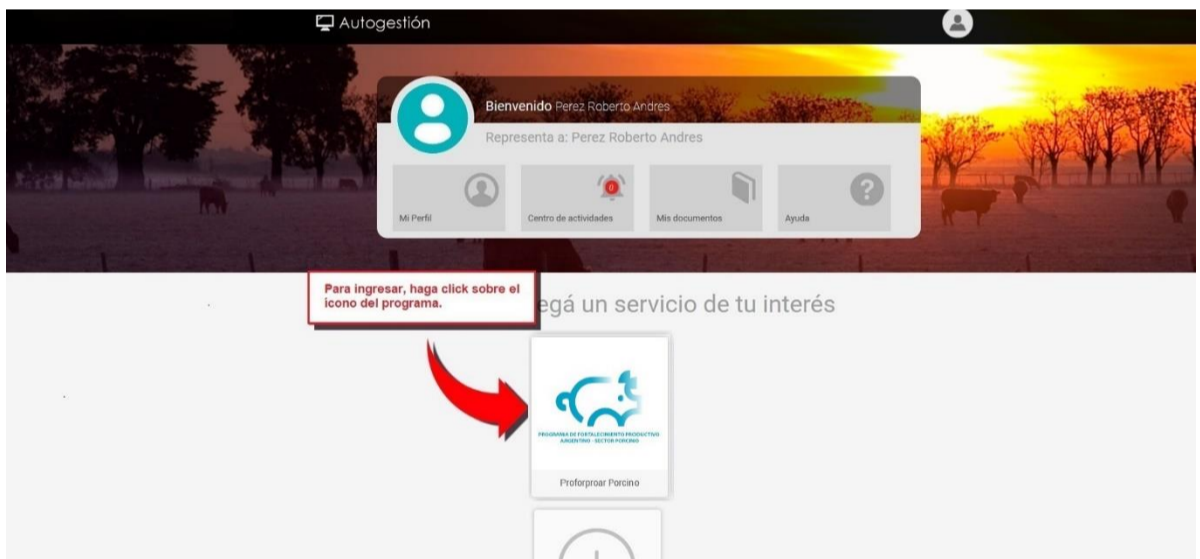 Autogestión
Bienvenido Perez Roberto Andres
Representa a: Perez Roberto Andres
Mi Perfil
0
Centro de actividades
Mis documentos
Ayuda
?
Para ingresar, haga click sobre el
icono del programa.
egá un servicio de tu interés
PROGRAMA DE FORTALECIMIENTO PRODUCTIVO
ARGENTINO - SECTOR PORCINO
Proforproar Porcino